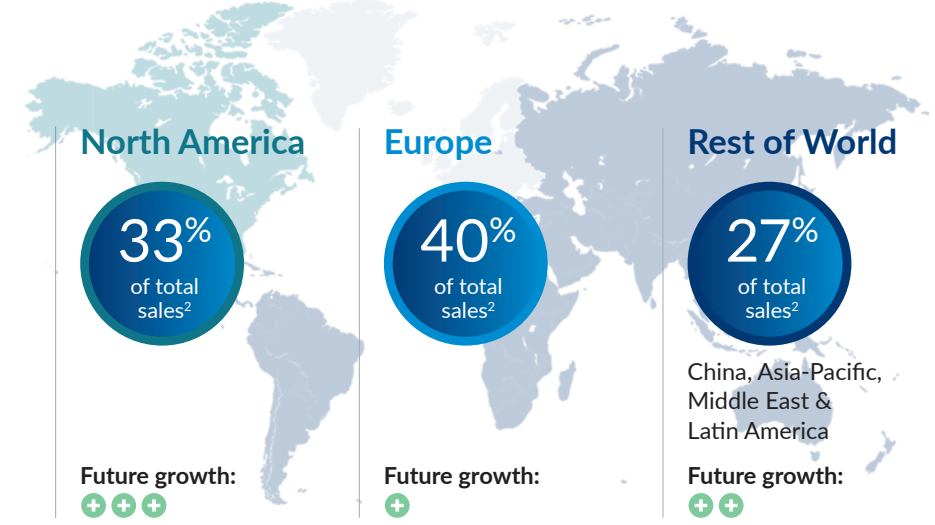 North America
33%
of total
sales2
Future growth:
Europe
40%
of total
sales2
Future growth:
Rest of World
27%
of total
sales2
China, Asia-Pacific,
Middle East &
Latin America
Future growth: